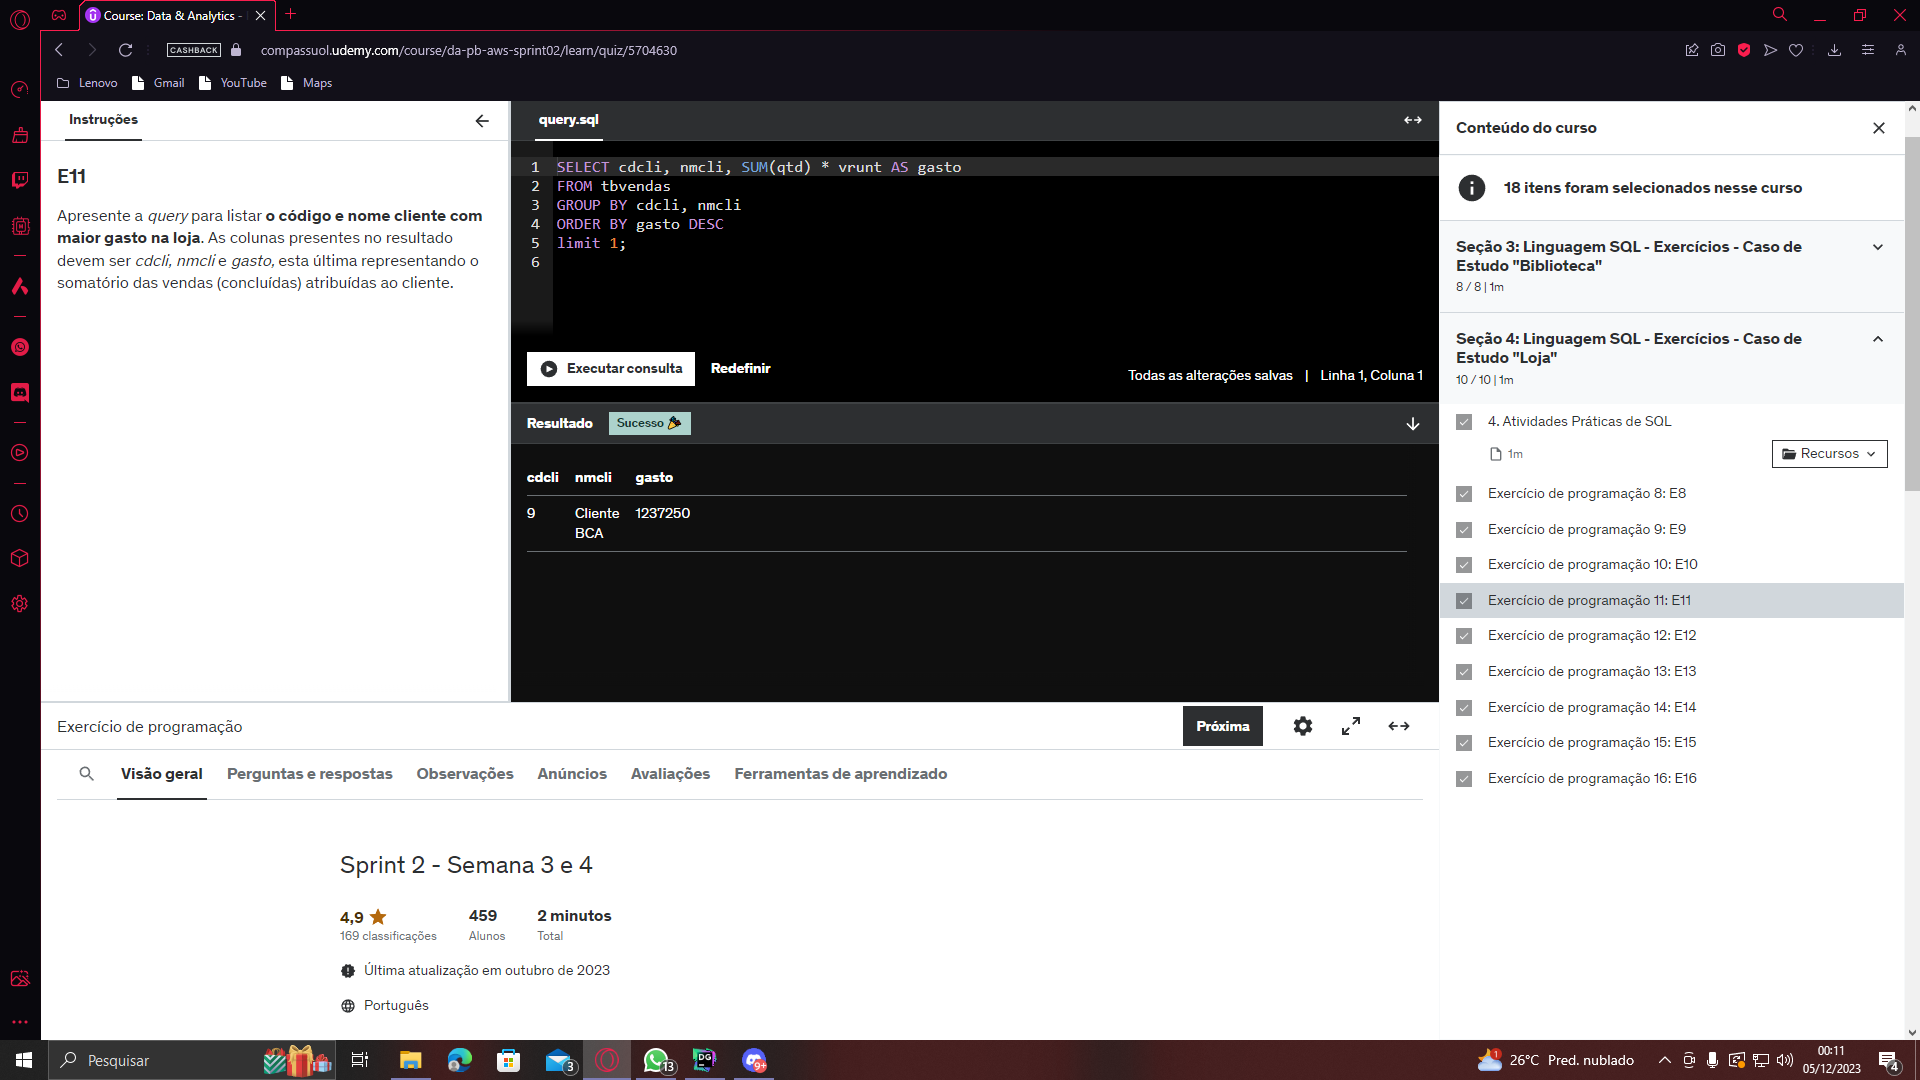 Course: Data & Analytics -
CASHBACK
compassuol.udemy.com/course/da-pb-aws-sprint02/learn/quiz/5704630
Lenovo
Gmail
YouTube
Maps
Instruções
E11
Apresente a query para listar o código e nome cliente com
maior gasto na loja. As colunas presentes no resultado
devem ser cdcli, nmcli e gasto, esta última representando o
somatório das vendas (concluídas) atribuídas ao cliente.
query.sql
1 SELECT cdcli, nmcli, SUM(qtd) * vrunt AS gasto
2 FROM tbvendas
3 GROUP BY cdcli, nmcli
4 ORDER BY gasto DESC
5 limit 1;
6
Executar consulta
Redefinir
Todas as alterações salvas | Linha 1, Coluna 1
Resultado
Sucesso
cdcli nmcli gasto
9 Cliente 1237250
BCA
Conteúdo do curso
18 itens foram selecionados nesse curso
Seção 3: Linguagem SQL - Exercícios - Caso de
Estudo "Biblioteca"
8 / 8 | 1m
Seção 4: Linguagem SQL - Exercícios - Caso de
Estudo "Loja"
10 / 10 | 1m
4. Atividades Práticas de SQL
1m
Recursos
Exercício de programação 8: E8
Exercício de programação 9: E9
Exercício de programação 10: E10
Exercício de programação 11: E11
Exercício de programação 12: E12
Exercício de programação 13: E13
Exercício de programação 14: E14
Exercício de programação 15: E15
Exercício de programação 16: E16
Exercício de programação
Próxima
Visão geral
Perguntas e respostas
Observações
Anúncios
Avaliações
Ferramentas de aprendizado
Sprint 2 - Semana 3 e 4
4,9
459
2 minutos
169 classificações
Alunos
Total
Última atualização em outubro de 2023
Português
Pesquisar
3
13
DG
9+
1
26°C Pred. nublado
00:11
05/12/2023
4